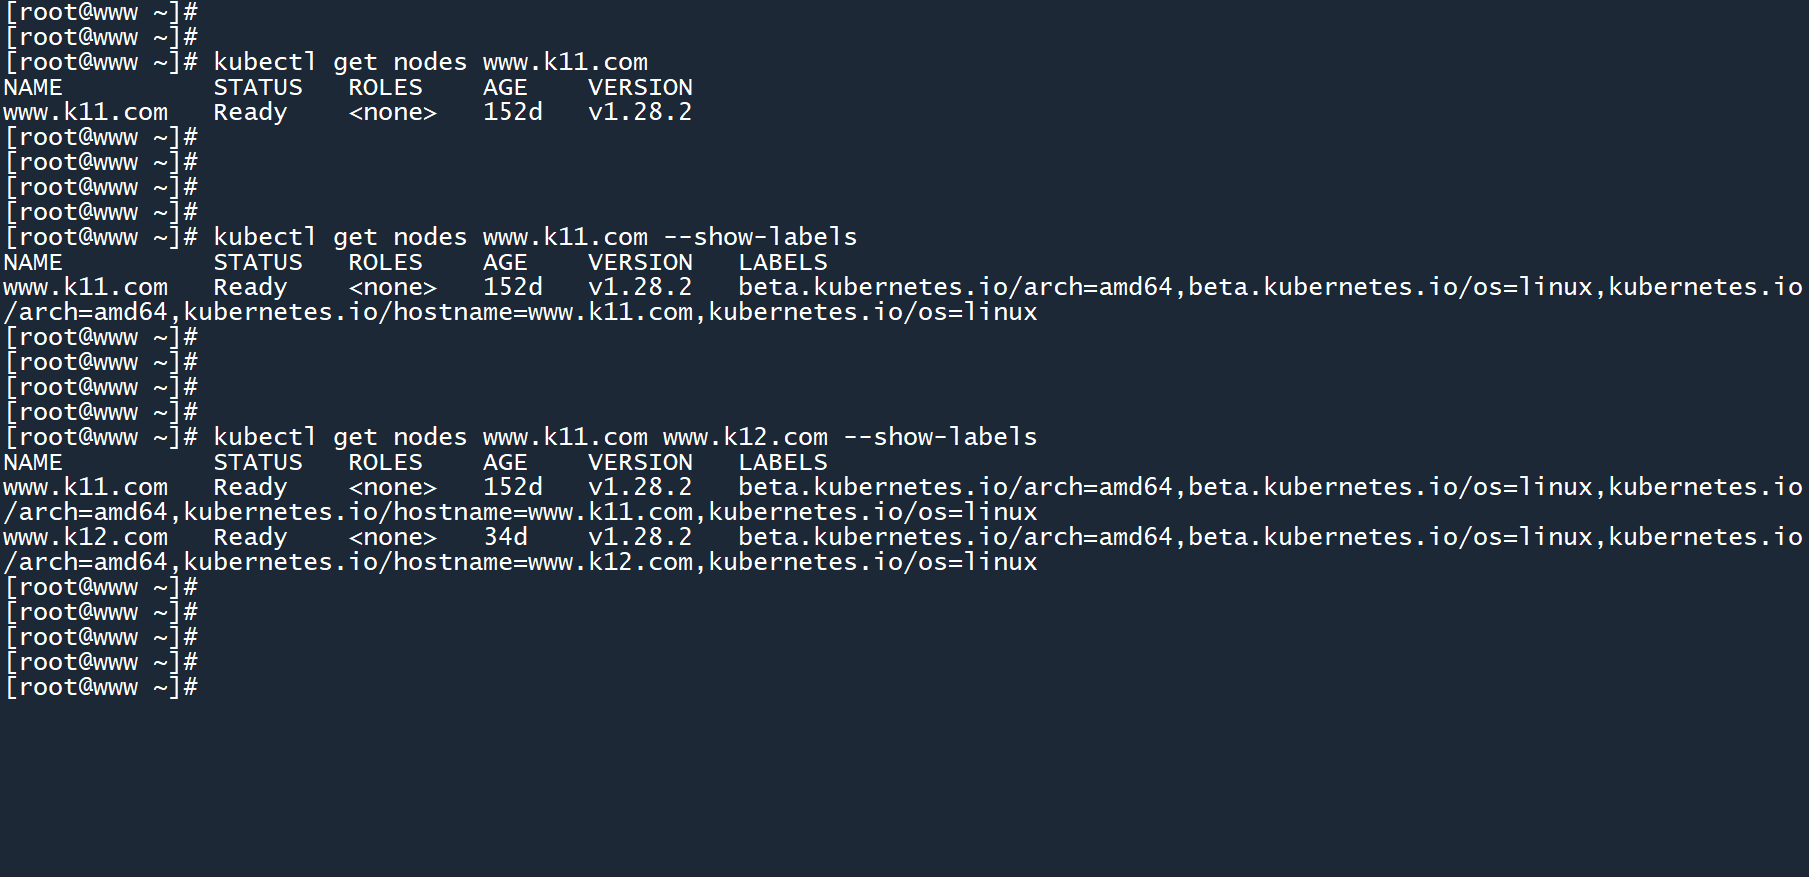 [root@www ~]#
[root@www ~]#
[root@www ~]# kubectl get nodes www.k11.com
NAME          STATUS   ROLES    AGE    VERSION
www.k11.com   Ready    <none>   152d   v1.28.2
[root@www ~]#
[root@www ~]#
[root@www ~]#
[root@www ~]#
[root@www ~]# kubectl get nodes www.k11.com --show-labels
NAME          STATUS   ROLES    AGE    VERSION   LABELS
www.k11.com   Ready    <none>   152d   v1.28.2   beta.kubernetes.io/arch=amd64,beta.kubernetes.io/os=linux,kubernetes.io
/arch=amd64,kubernetes.io/hostname=www.k11.com,kubernetes.io/os=linux
[root@www ~]#
[root@www ~]#
[root@www ~]#
[root@www ~]#
[root@www ~]# kubectl get nodes www.k11.com www.k12.com --show-labels
NAME          STATUS   ROLES    AGE    VERSION   LABELS
www.k11.com   Ready    <none>   152d   v1.28.2   beta.kubernetes.io/arch=amd64,beta.kubernetes.io/os=linux,kubernetes.io
/arch=amd64,kubernetes.io/hostname=www.k11.com,kubernetes.io/os=linux
www.k12.com   Ready    <none>   34d    v1.28.2   beta.kubernetes.io/arch=amd64,beta.kubernetes.io/os=linux,kubernetes.io
/arch=amd64,kubernetes.io/hostname=www.k12.com,kubernetes.io/os=linux
[root@www ~]#
[root@www ~]#
[root@www ~]#
[root@www ~]#
[root@www ~]#